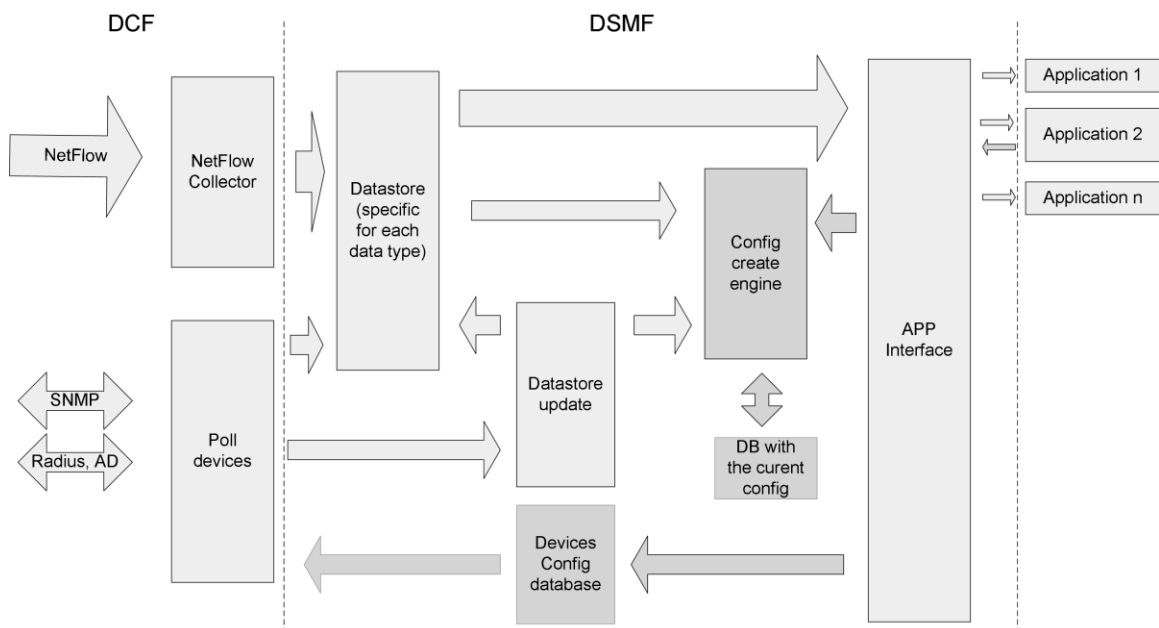 DCF
DSMF
NetFlow
NetFlow
Collector
Datastore
(specific
for each
data type)
Config
create
engine
APP
Interface
Application 1
Application 2
Application n
SNMP
Radius, AD
Poll
devices
Datastore
update
DB with
the curent
config
Devices
Config
database